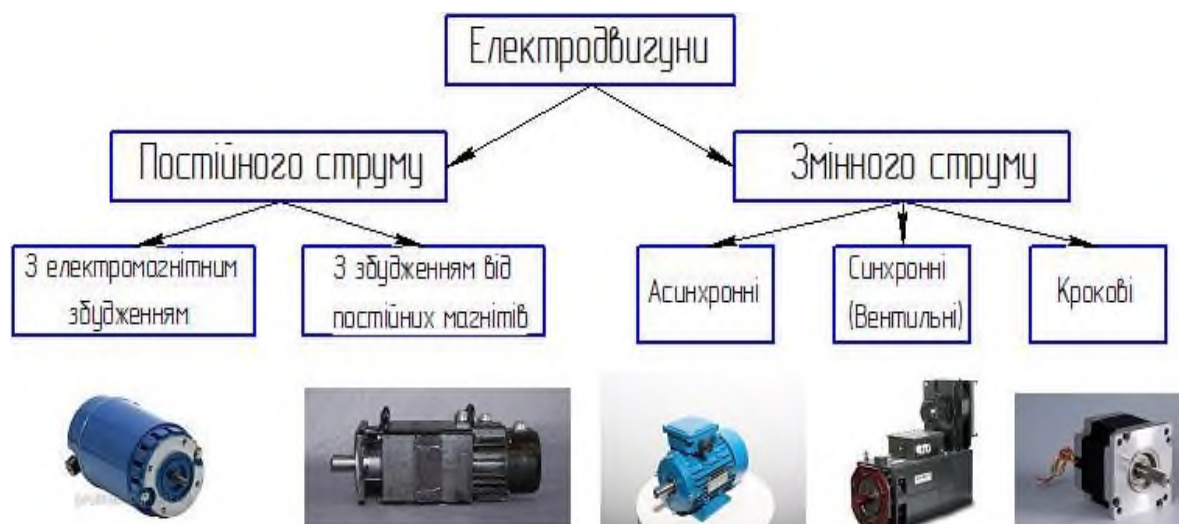 Електродвигуни
Постійного струму
Змінного струму
З електромагнітним
збудженням
З збудженням від
постійних магнітів
Асинхронні
Синхронні
(Вентильні)
Крокові